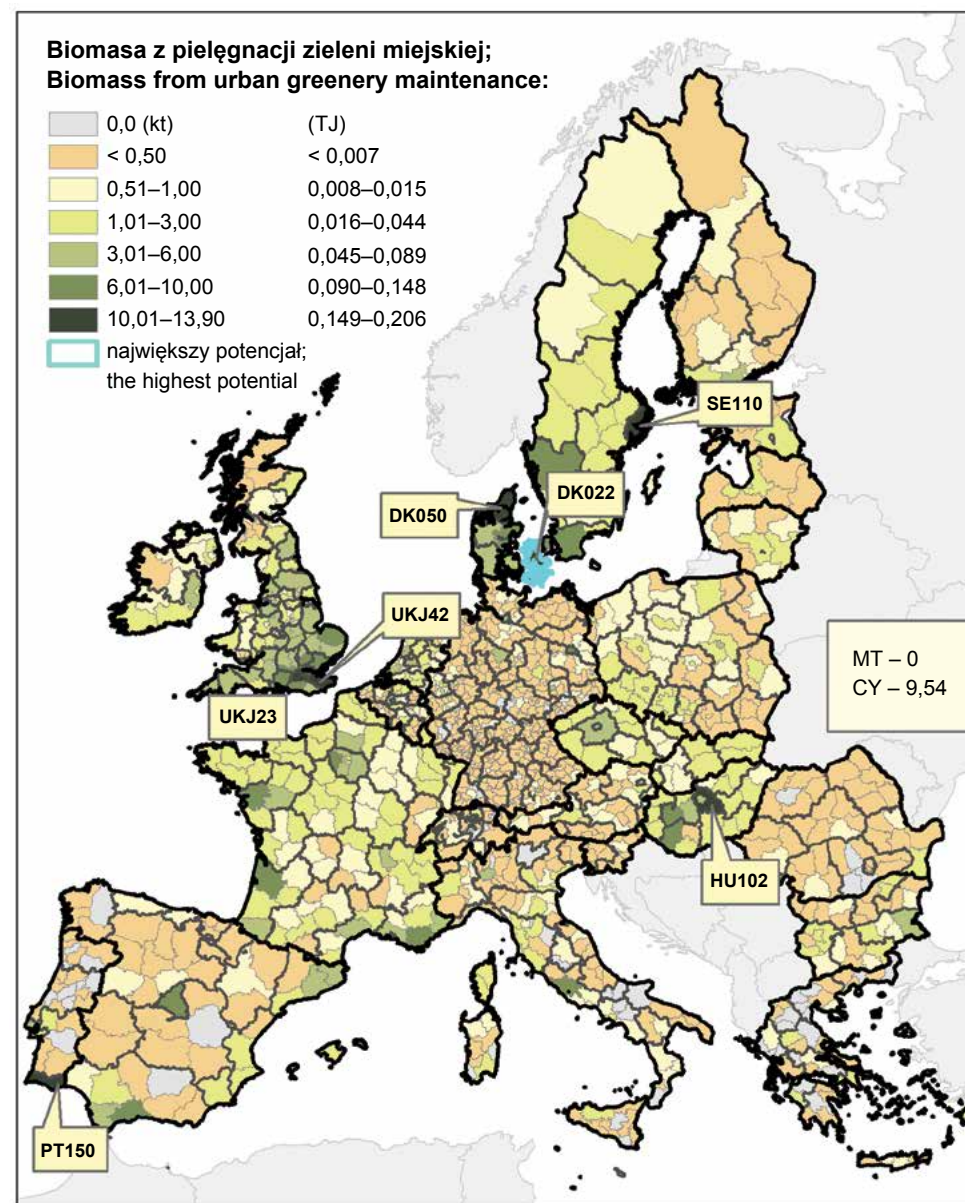 Biomasa z pielęgnacji zieleni miejskiej;
Biomass from urban greenery maintenance:
0,0 (kt) (TJ)
< 0,50 < 0,007
0,51–1,00 0,008–0,015
1,01–3,00 0,016–0,044
3,01–6,00 0,045–0,089
6,01–10,00 0,090–0,148
10,01–13,90 0,149–0,206
największy potencjał;
the highest potential
SE110
DK022
DK050
UKJ42
MT – 0
CY – 9,54
UKJ23
HU102
PT150